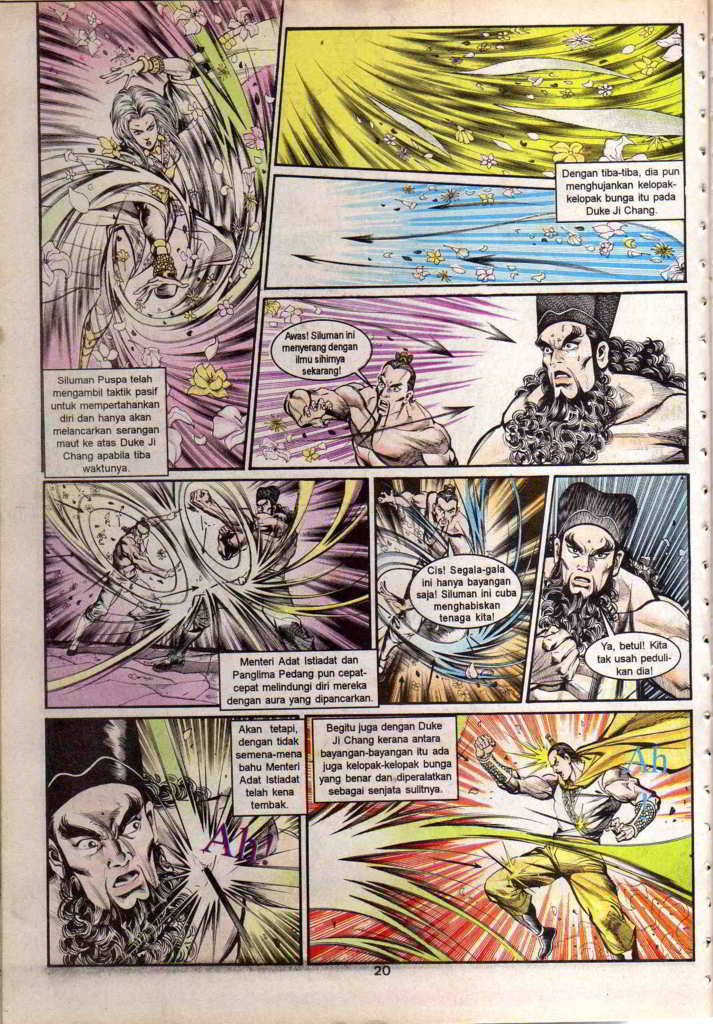 Siluman Puspa telah
mengambil taktik pasif
untuk mempertahankan
diri dan hanya akan
melancarkan serangan
maut ke atas Duke Ji
Chang apabila tiba
waktunya.
Dengan tiba-tiba, dia pun
menghujankan kelopak-
kelopak bunga itu pada
Duke Ji Chang.
Awas! Siluman ini
menyerang dengan
ilmu sihirnya
sekarang!
Menteri Adat Istiadat dan
Panglima Pedang pun cepat-
cepat melindungi diri mereka
dengan aura yang dipancarkan.
Cis! Segala-gala
ini hanya bayangan
saja! Siluman ini cuba
menghabiskan
tenaga kita!
Ya, betul! Kita
tak usah peduli-
kan dia!
Akan tetapi,
dengan tidak
semena-mena
bahu Menteri
Adat Istiadat
telah kena
tembak.
Ah!
Begitu juga dengan Duke
Ji Chang kerana antara
bayangan-bayangan itu ada
juga kelopak-kelopak bunga
yang benar dan diperalatkan
sebagai senjata sulitnya.
Ah
20